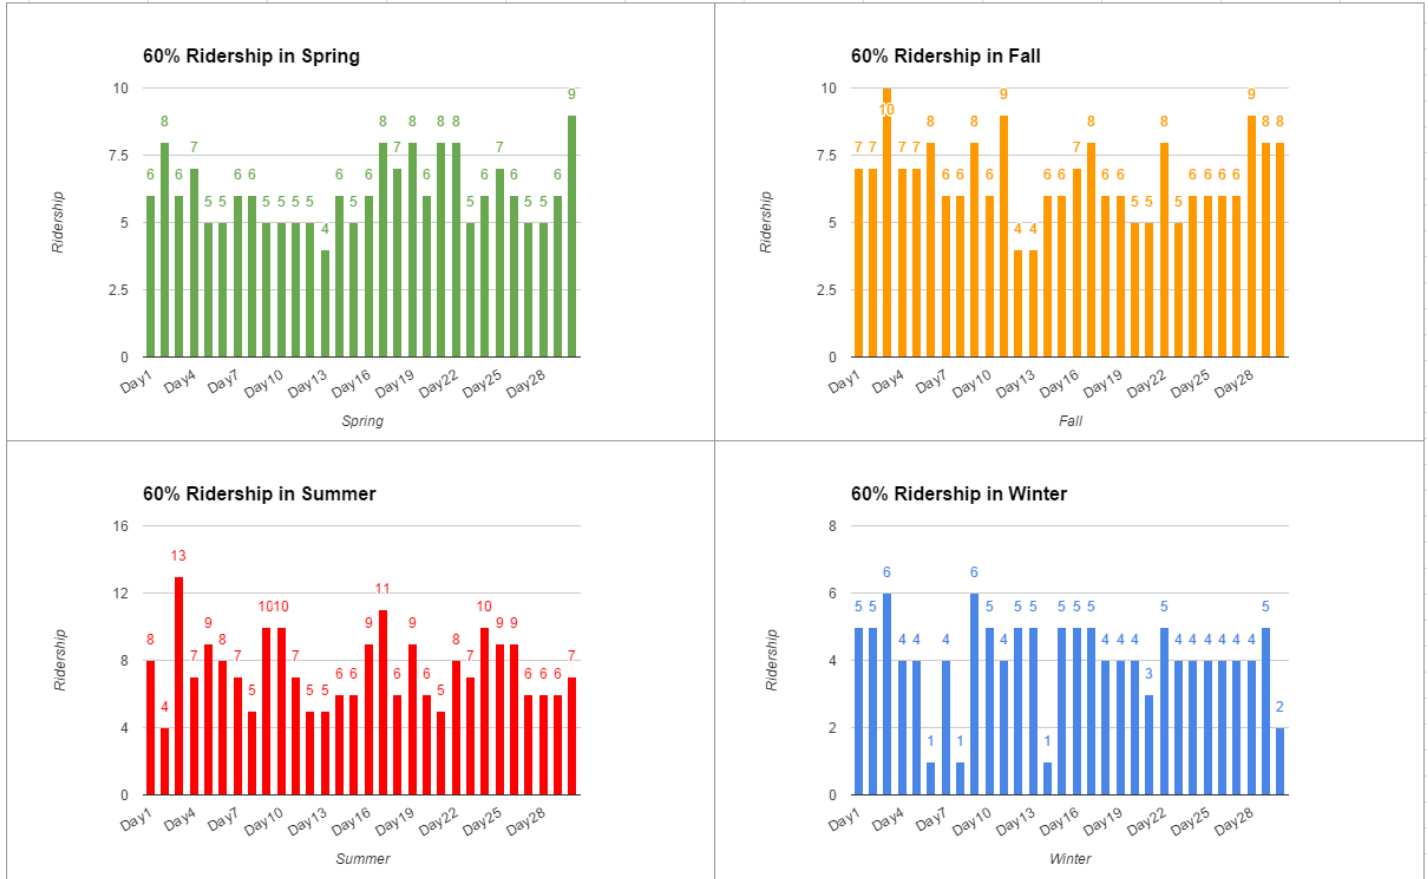 60% Ridership in Spring
10
7.5
5
2.5
0
Ridership
6 8 6 7 5 5 6 6 5 5 5 5 4 6 5 6 8 7 8 6 8 8 5 6 7 6 5 5 6 9
Day1 Day4 Day7 Day10 Day13 Day16 Day19 Day22 Day25 Day28
Spring
60% Ridership in Fall
10
7.5
5
2.5
0
Ridership
7 7 10 7 7 8 6 6 8 6 9 4 4 6 6 7 8 6 6 5 5 8 5 6 6 6 6 9 8 8
Day1 Day4 Day7 Day10 Day13 Day16 Day19 Day22 Day25 Day28
Fall
60% Ridership in Summer
16
12
8
4
0
Ridership
8 4 13 7 9 8 7 5 10 10 7 5 5 6 6 9 11 6 9 6 5 8 7 10 9 9 6 6 6 7
Day1 Day4 Day7 Day10 Day13 Day16 Day19 Day22 Day25 Day28
Summer
60% Ridership in Winter
8
6
4
2
0
Ridership
5 5 6 4 4 1 4 1 6 5 4 5 5 1 5 5 5 4 4 4 3 5 4 4 4 4 4 4 5 2
Day1 Day4 Day7 Day10 Day13 Day16 Day19 Day22 Day25 Day28
Winter